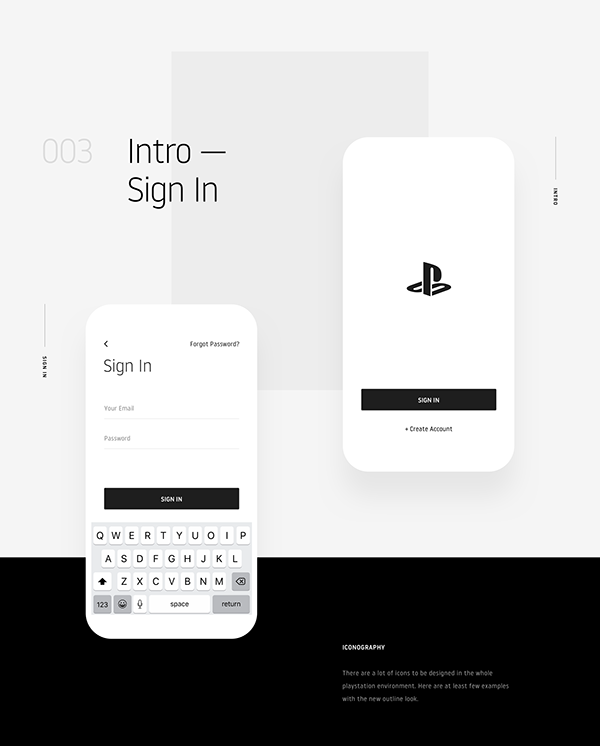 003
Intro —
Sign In
INTRO
SIGN IN
+ Create Account
SIGN IN
Forgot Password?
Sign In
Your Email
Password
SIGN IN
Q W E R T Y U O I P
A S D F G H J K L
Z X C V B N M
123 space return
ICONOGRAPHY
There are a lot of icons to be designed in the whole
playstation environment. Here are at least few examples
with the new outline look.